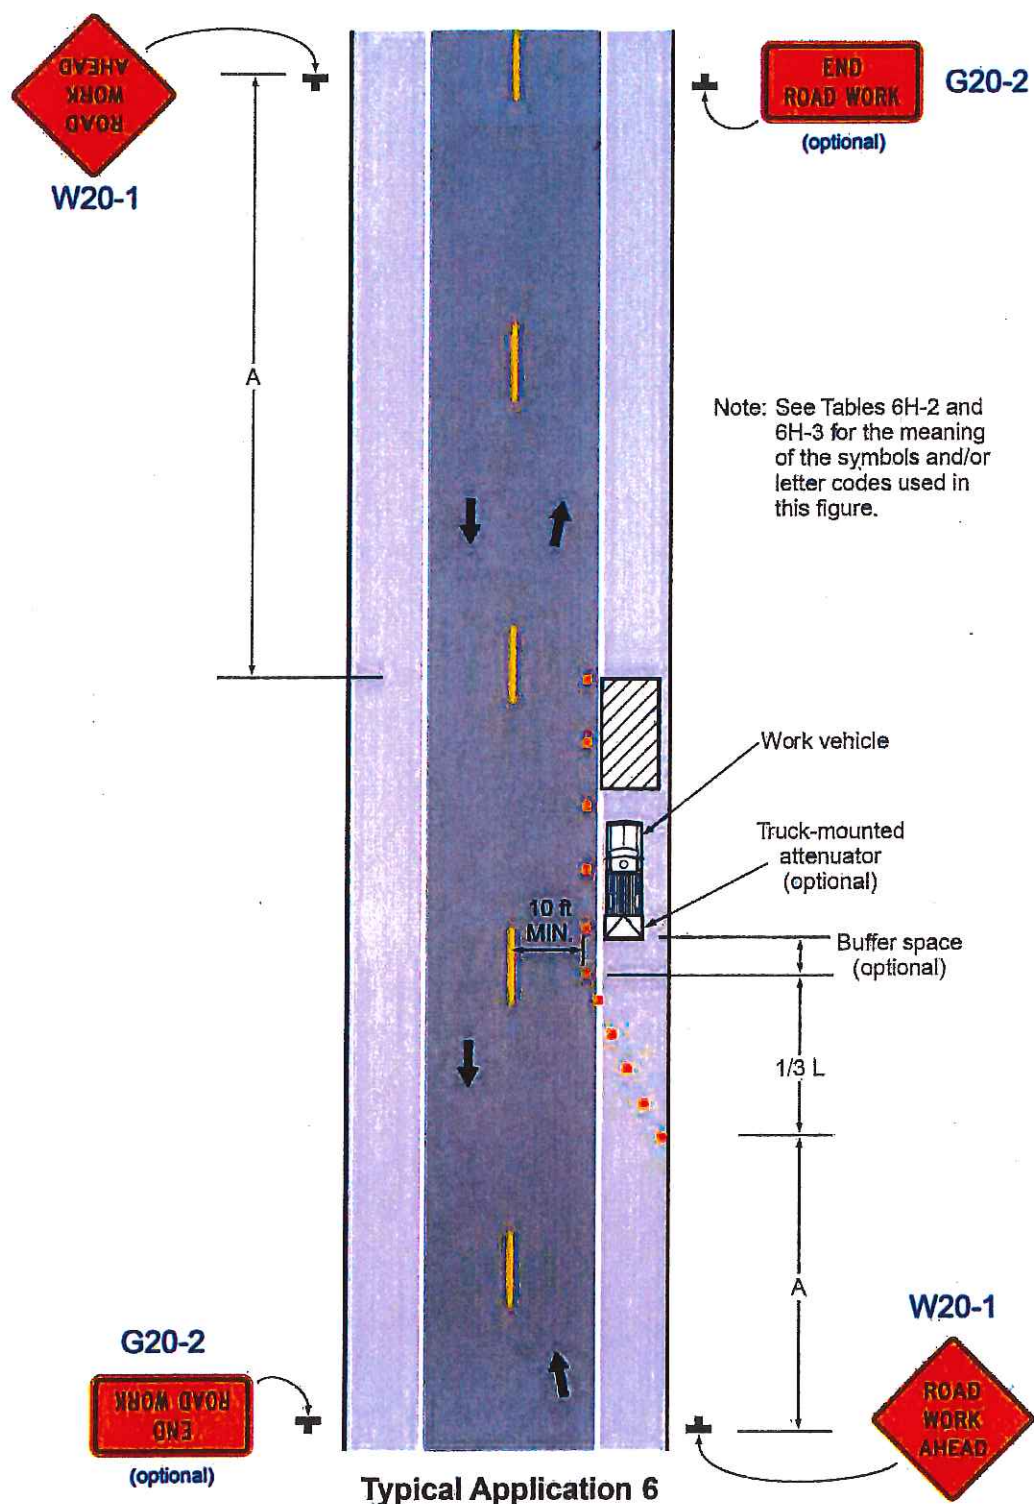 ROAD
WORK
AHEAD
W20-1
END
ROAD WORK
(optional)
G20-2
A
Note: See Tables 6H-2 and
6H-3 for the meaning
of the symbols and/or
letter codes used in
this figure.
Work vehicle
Truck-mounted
attenuator
(optional)
10 ft
MIN.
Buffer space
(optional)
1/3 L
A
W20-1
ROAD
WORK
AHEAD
G20-2
END
ROAD WORK
(optional)
Typical Application 6